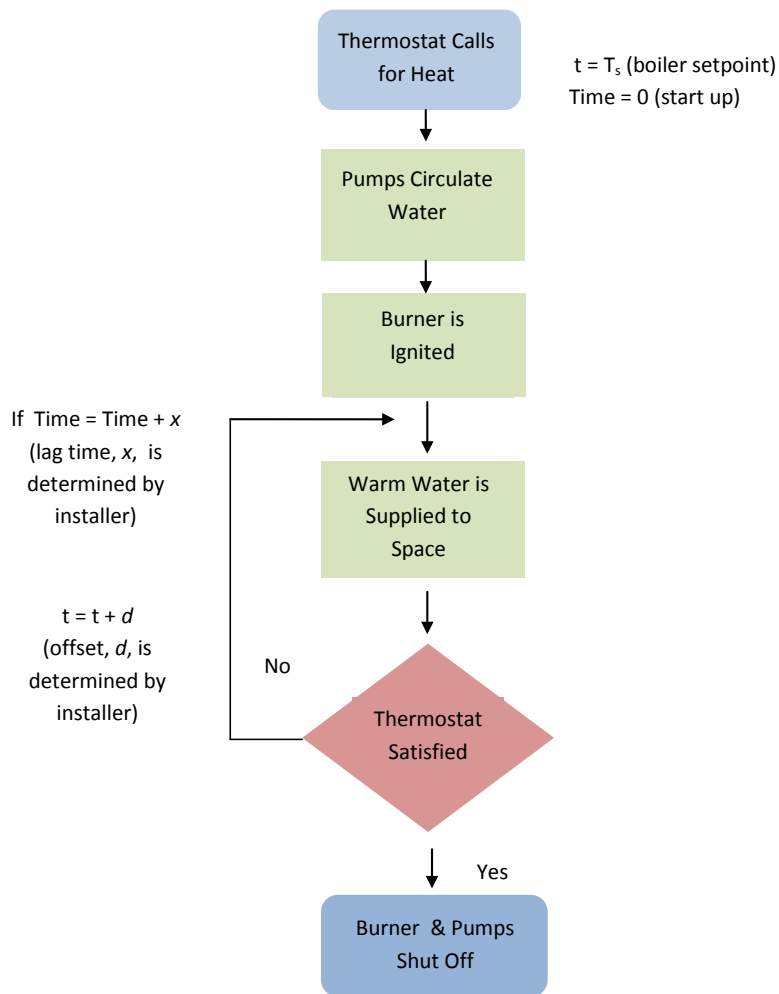 Thermostat Calls
for Heat
t = Tₛ (boiler setpoint)
Time = 0 (start up)
Pumps Circulate
Water
Burner is
Ignited
If Time = Time + x
(lag time, x, is
determined by
installer)
Warm Water is
Supplied to
Space
t = t + d
(offset, d, is
determined by
installer)
No
Thermostat
Satisfied
Yes
Burner & Pumps
Shut Off